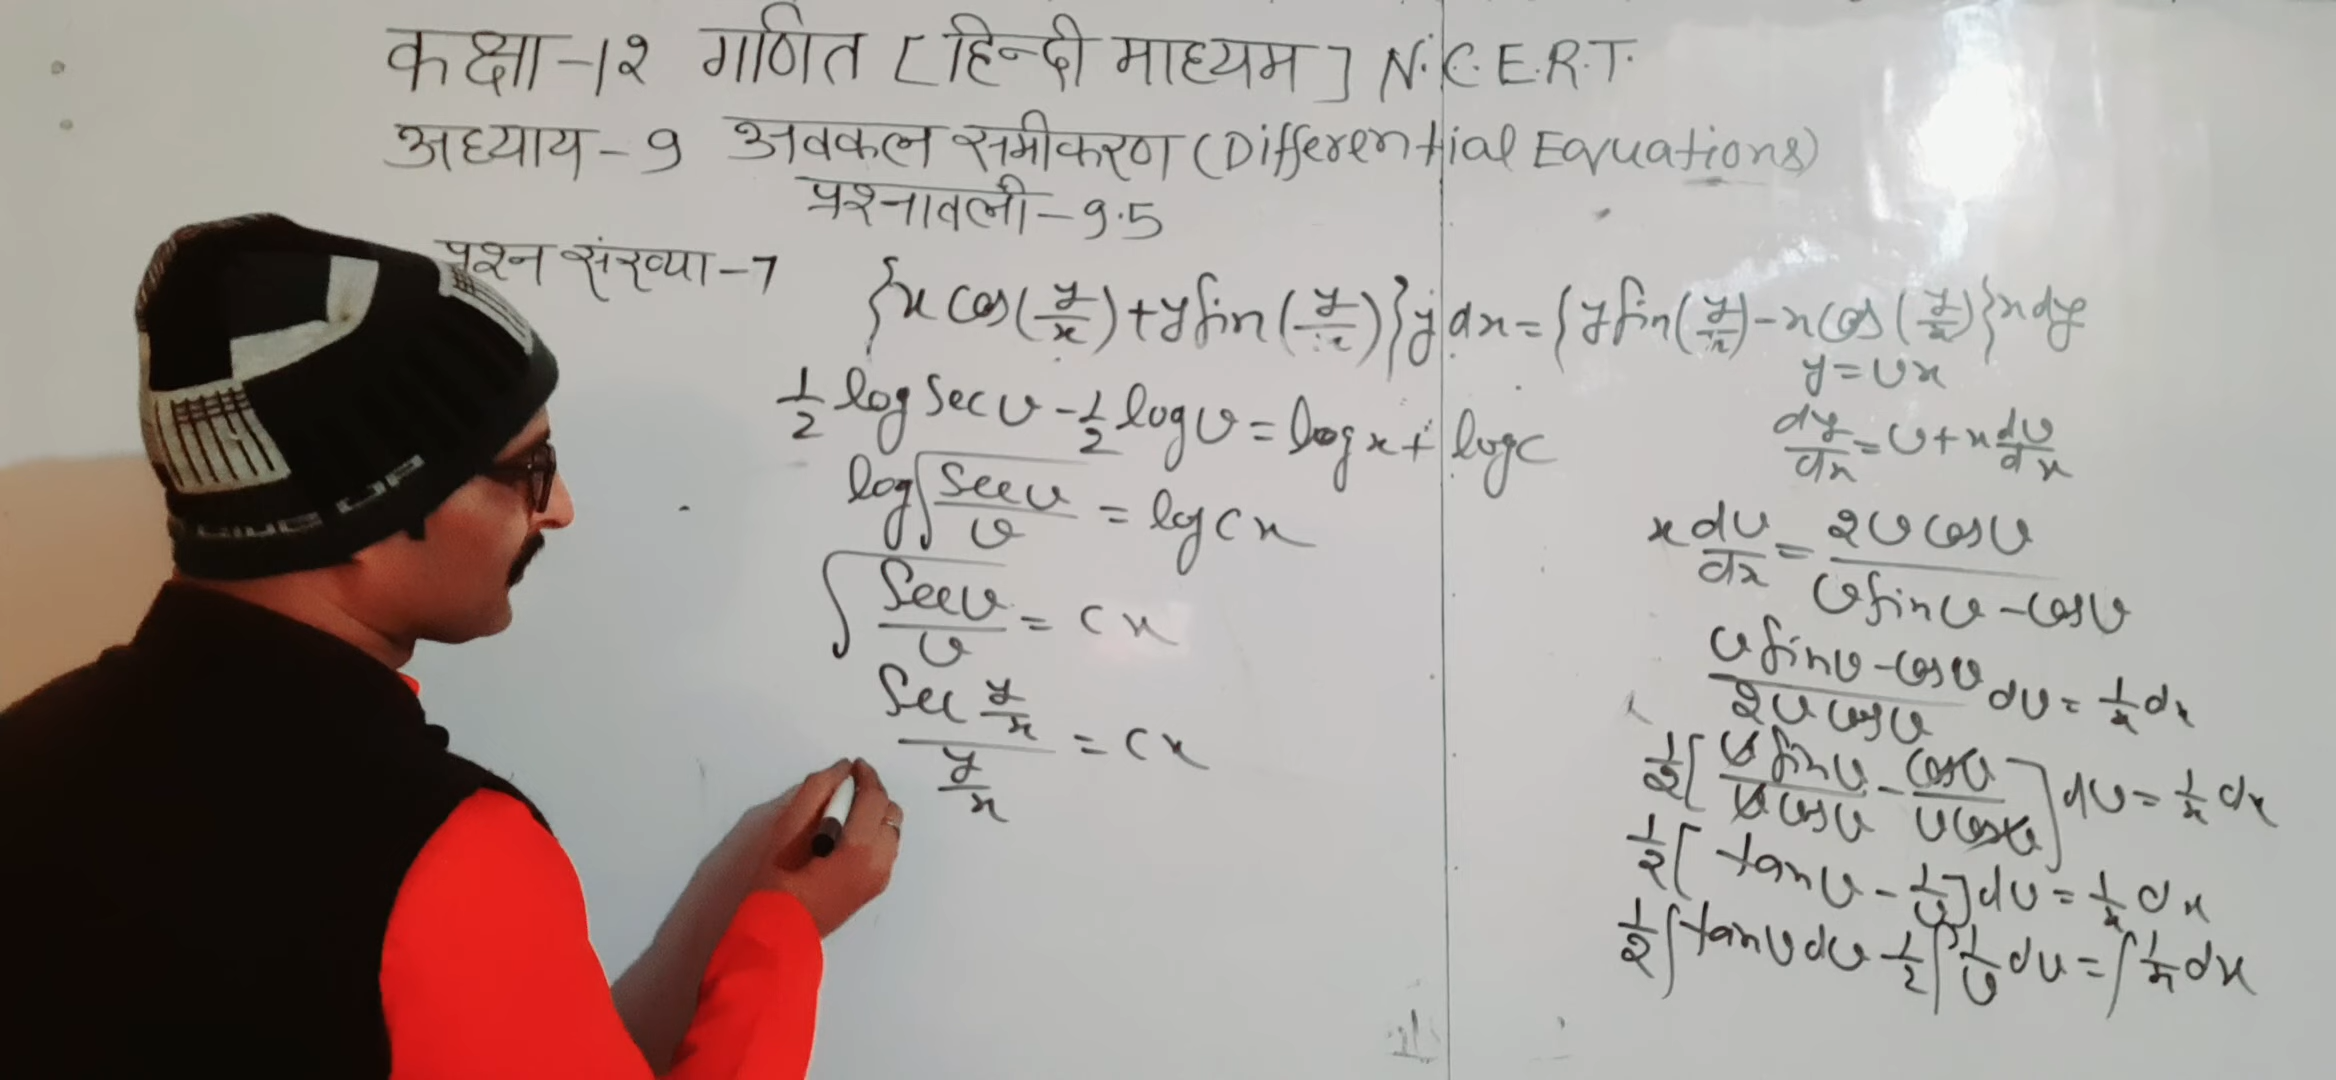 कक्षा-१२ गणित [हिन्दी माध्यम] N.C.E.R.T.
अध्याय-9 अवकल समीकरण (Differential Equations)
प्रश्नावली-9.5
प्रश्न संख्या-7
{x cos(y/x)+y sin(y/x)}y dx={y sin(y/x)-x cos(y/x)}x dy
1/2 log sec v-1/2 log v=log x+log c
log√(sec v/v)=log cx
√(sec v/v)=cx
(sec y/x)/(y/x)=cx
y=vx
dy/dx=v+x dv/dx
x dv/dx=2v cos v/(v sin v-cos v)
(v sin v-cos v)/(2v cos v) dv=1/x dx
1/2[v sin v/v cos v-cos v/v cos v]dv=1/x dx
1/2[tan v-1/v]dv=1/x dx
1/2∫tan v dv-1/2∫1/v dv=∫1/x dx
LIVE UP